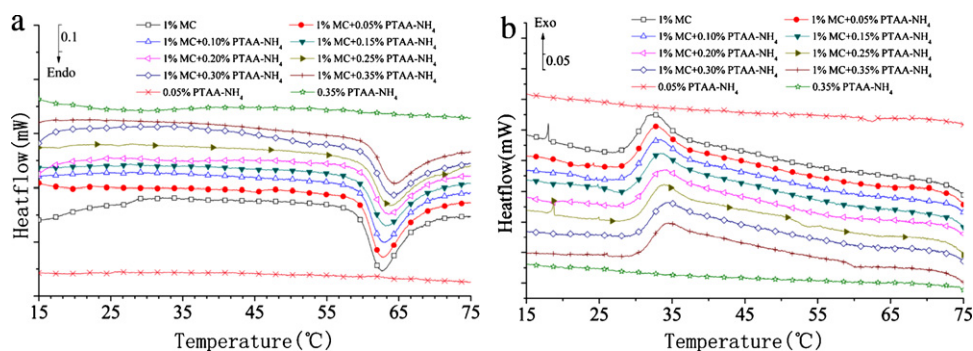 a
0.1
Endo
1% MC
1% MC+0.05% PTAA-NH4
1% MC+0.10% PTAA-NH4
1% MC+0.15% PTAA-NH4
1% MC+0.20% PTAA-NH4
1% MC+0.25% PTAA-NH4
1% MC+0.30% PTAA-NH4
1% MC+0.35% PTAA-NH4
0.05% PTAA-NH4
0.35% PTAA-NH4
Heatflow(mW)
15 25 35 45 55 65 75
Temperature(℃)
b
Exo
0.05
1% MC
1% MC+0.05% PTAA-NH4
1% MC+0.10% PTAA-NH4
1% MC+0.15% PTAA-NH4
1% MC+0.20% PTAA-NH4
1% MC+0.25% PTAA-NH4
1% MC+0.30% PTAA-NH4
1% MC+0.35% PTAA-NH4
0.05% PTAA-NH4
0.35% PTAA-NH4
Heatflow(mW)
15 25 35 45 55 65 75
Temperature(℃)